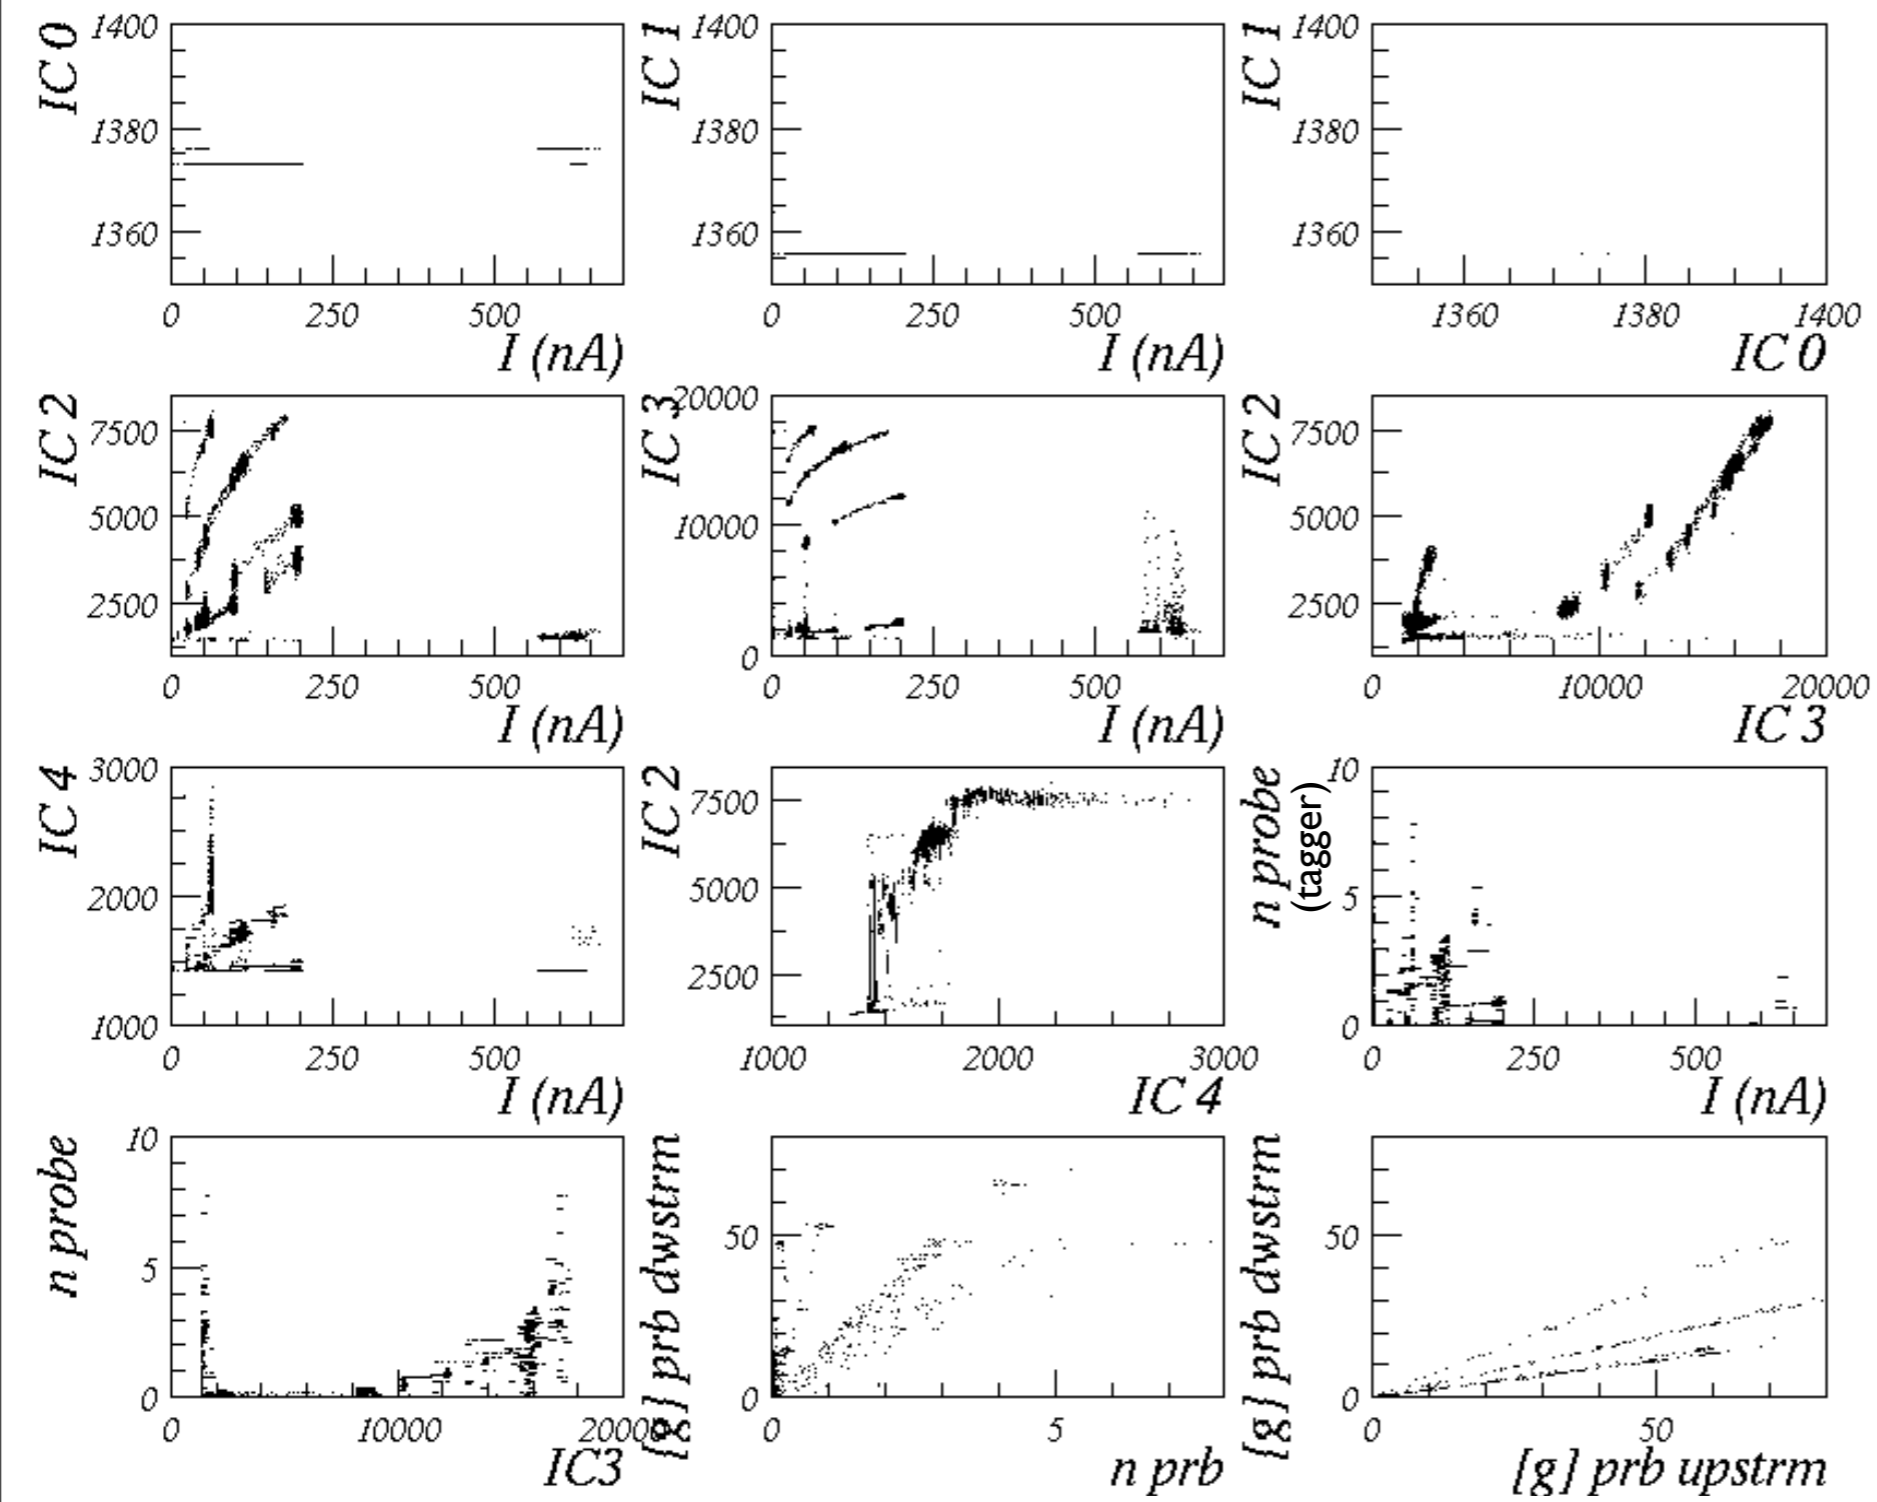 IC 0
1400
1380
1360
0 250 500
I (nA)
IC 1
1400
1380
1360
0 250 500
I (nA)
IC 1
1400
1380
1360
1360 1380 1400
IC 0
IC 2
7500
5000
2500
0 250 500
I (nA)
IC 3
20000
10000
0
0 250 500
I (nA)
IC 2
7500
5000
2500
0 10000 20000
IC 3
IC 4
3000
2000
1000
0 250 500
I (nA)
IC 2
7500
5000
2500
1000 2000 3000
IC 4
n probe
(tagger)
10
5
0
0 250 500
I (nA)
n probe
10
5
0
0 10000 20000
IC3
[g] prb dwstrm
50
0
0 5
n prb
[g] prb dwstrm
50
0
0 50
[g] prb upstrm